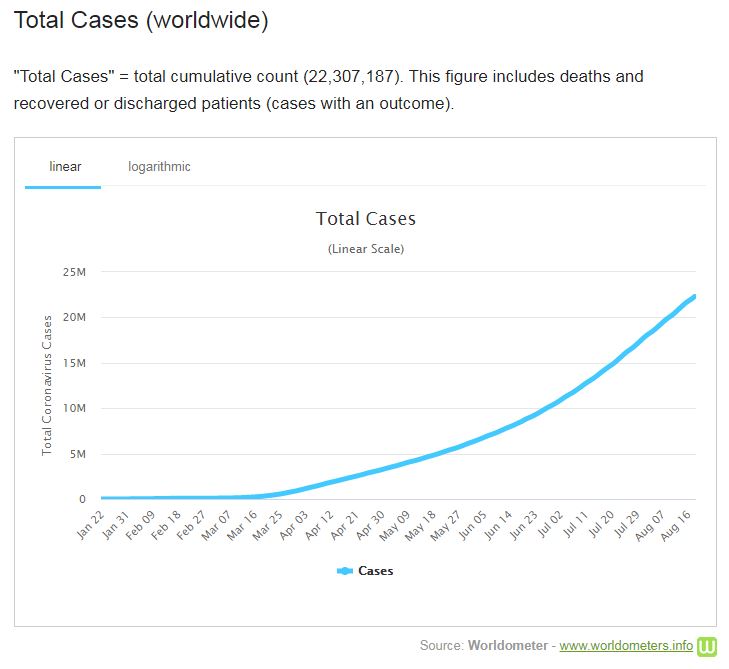 Total Cases (worldwide)
"Total Cases" = total cumulative count (22,307,187). This figure includes deaths and
recovered or discharged patients (cases with an outcome).
linear logarithmic
Total Cases
(Linear Scale)
Total Coronavirus Cases
25M
20M
15M
10M
5M
0
Jan 22 Jan 31 Feb 09 Feb 18 Feb 27 Mar 07 Mar 16 Mar 25 Apr 03 Apr 12 Apr 21 Apr 30 May 09 May 18 May 27 Jun 05 Jun 14 Jun 23 Jul 02 Jul 11 Jul 20 Jul 29 Aug 07 Aug 16
Cases
Source: Worldometer - www.worldometers.info W